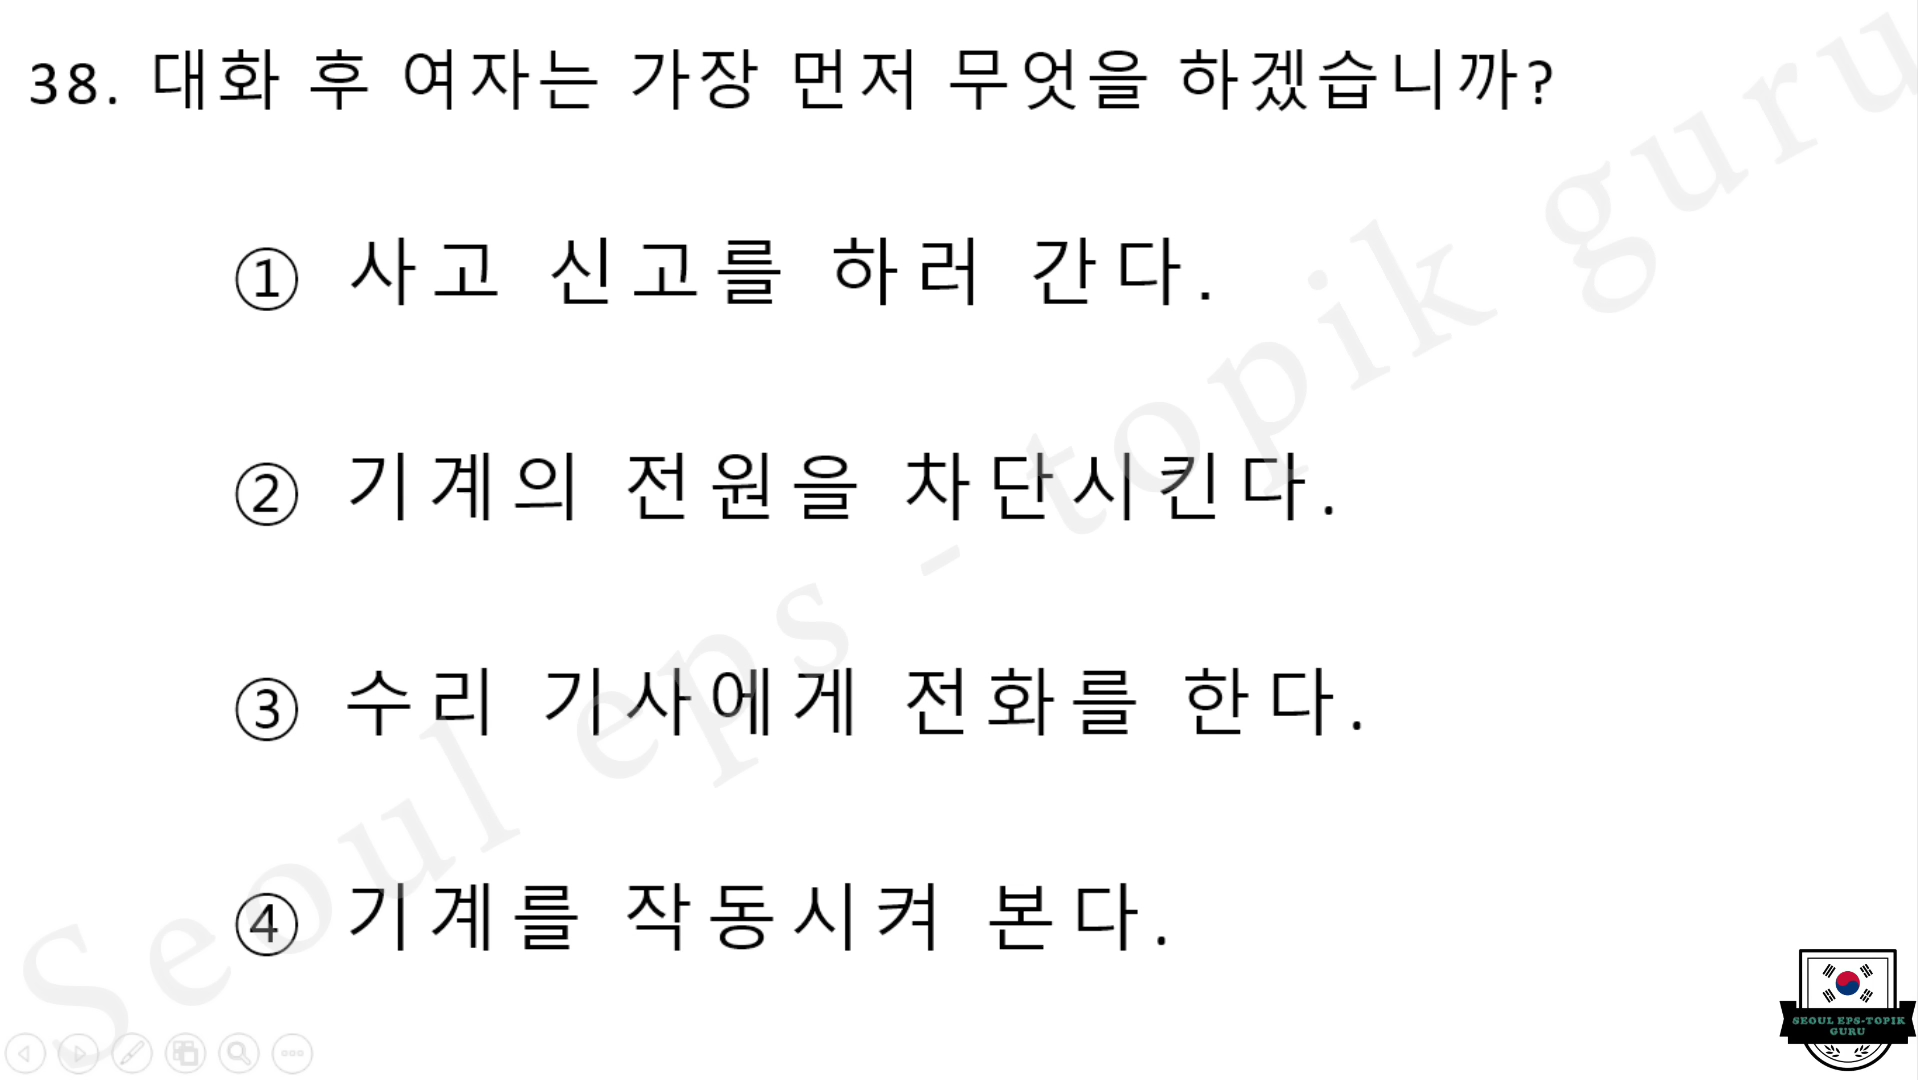 38. 대화 후 여자는 가장 먼저 무엇을 하겠습니까?
① 사고 신고를 하러 간다.
② 기계의 전원을 차단시킨다.
③ 수리 기사에게 전화를 한다.
④ 기계를 작동시켜 본다.
Seoul eps - topik guru
SEOUL EPS-TOPIK
GURU